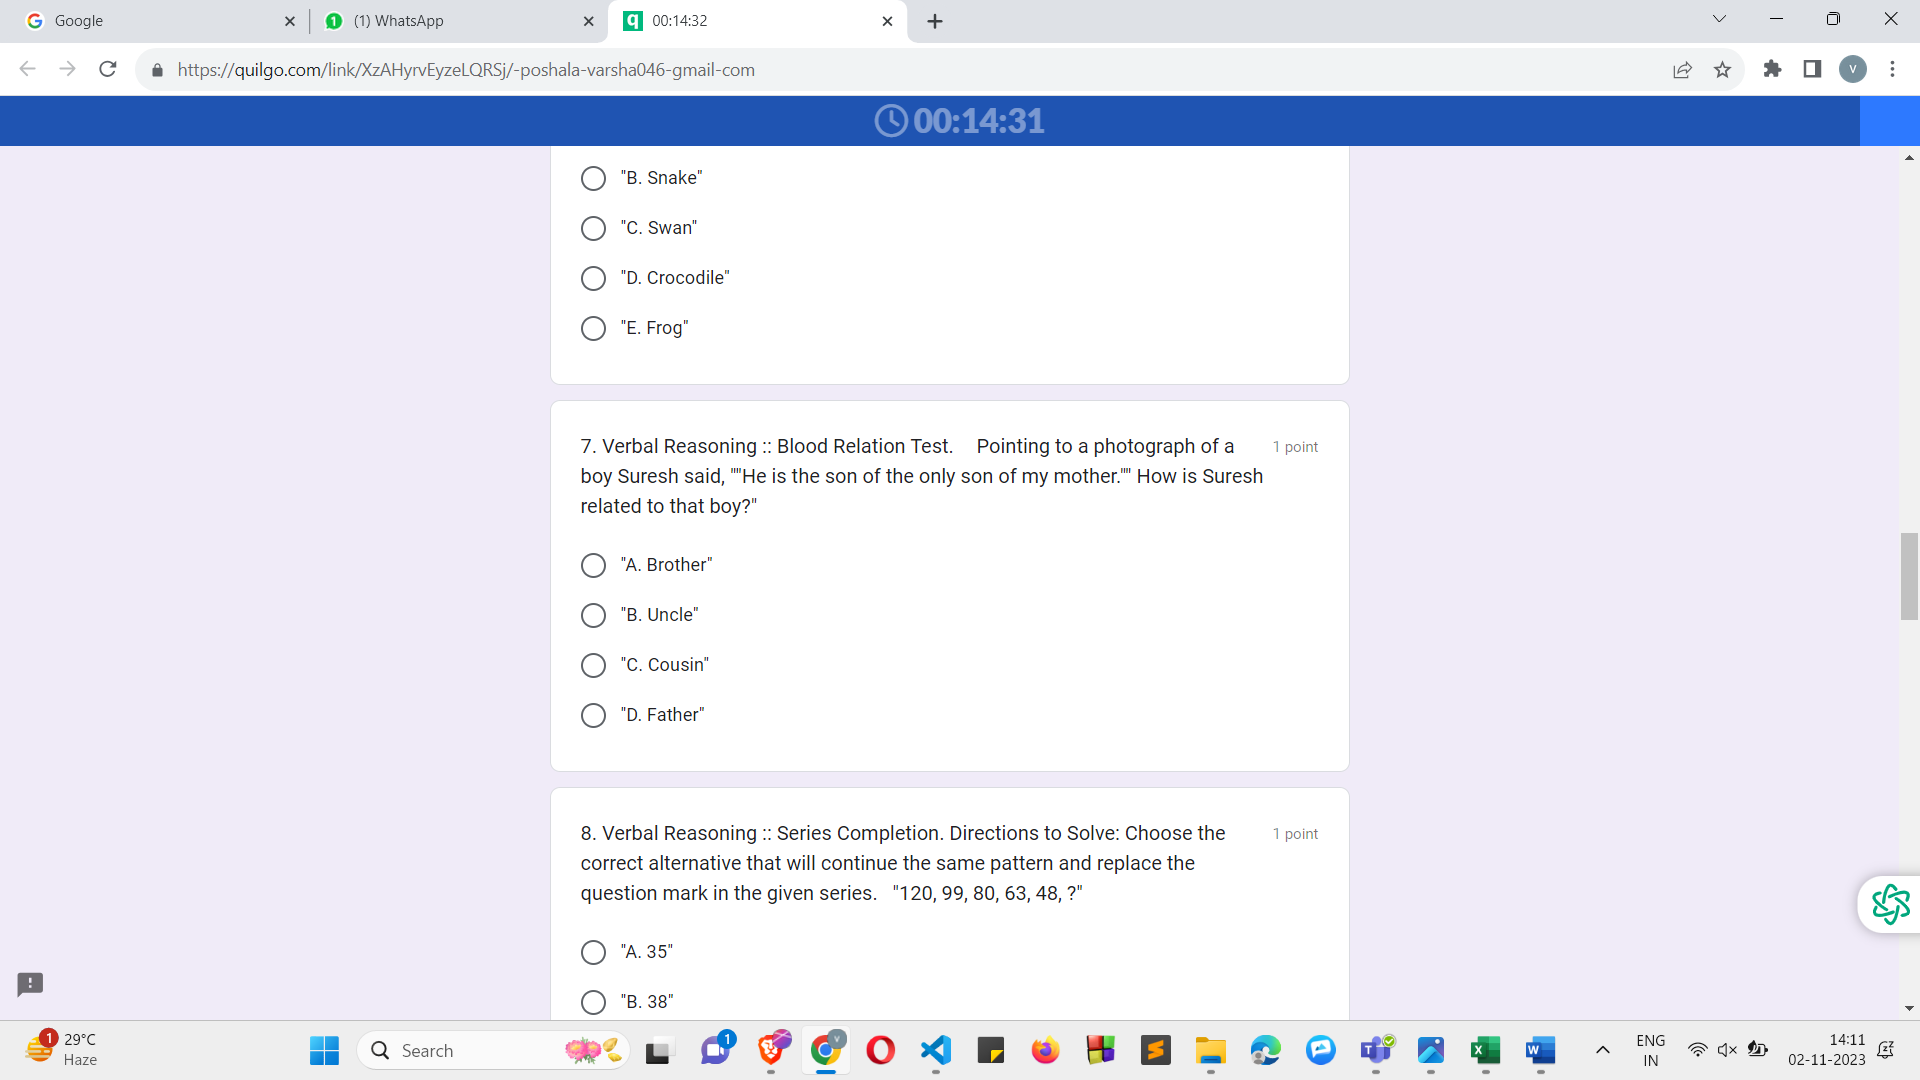 Google
(1) WhatsApp
00:14:32
https://quilgo.com/link/XzAHyrvEyzeLQRSj/-poshala-varsha046-gmail-com
V
00:14:31
"B. Snake"
"C. Swan"
"D. Crocodile"
"E. Frog"
7. Verbal Reasoning :: Blood Relation Test. Pointing to a photograph of a
1 point
boy Suresh said, ""He is the son of the only son of my mother."" How is Suresh
related to that boy?"
"A. Brother"
"B. Uncle"
"C. Cousin"
"D. Father"
8. Verbal Reasoning :: Series Completion. Directions to Solve: Choose the
1 point
correct alternative that will continue the same pattern and replace the
question mark in the given series. "120, 99, 80, 63, 48, ?"
"A. 35"
"B. 38"
1
29°C
Haze
Search
1
ENG
IN
14:11
02-11-2023